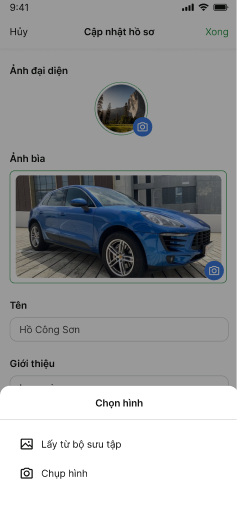 9:41
Hủy Cập nhật hồ sơ Xong
Ảnh đại diện
Ảnh bìa
Tên
Hồ Công Sơn
Giới thiệu
Chọn hình
Lấy từ bộ sưu tập
Chụp hình